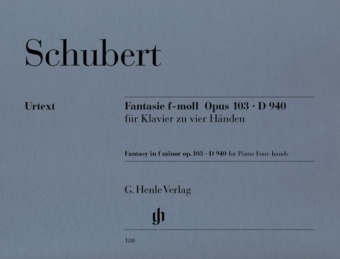 Schubert
Urtext
Fantasie f-moll Opus 103 · D 940
für Klavier zu vier Händen
Fantasy in f minor op. 103 · D 940 for Piano Four-hands
G. Henle Verlag